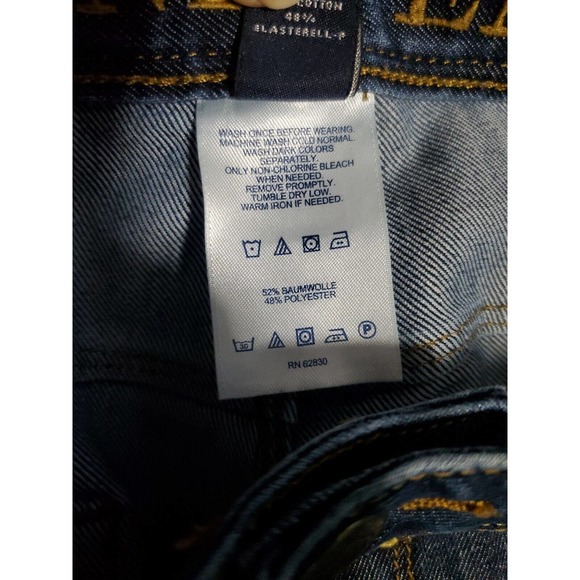 COTTON
48%
ELASTERELL-P
WASH ONCE BEFORE WEARING.
MACHINE WASH COLD NORMAL.
WASH DARK COLORS
SEPARATELY.
ONLY NON-CHLORINE BLEACH
WHEN NEEDED.
REMOVE PROMPTLY.
TUMBLE DRY LOW.
WARM IRON IF NEEDED.
52% BAUMWOLLE
48% POLYESTER
30 P
RN 62830